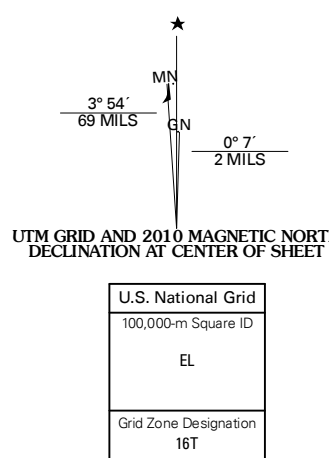 ★
MN
3° 54´
69 MILS
GN
0° 7´
2 MILS
UTM GRID AND 2010 MAGNETIC NORT
DECLINATION AT CENTER OF SHEET
U.S. National Grid
100,000-m Square ID
EL
Grid Zone Designation
16T